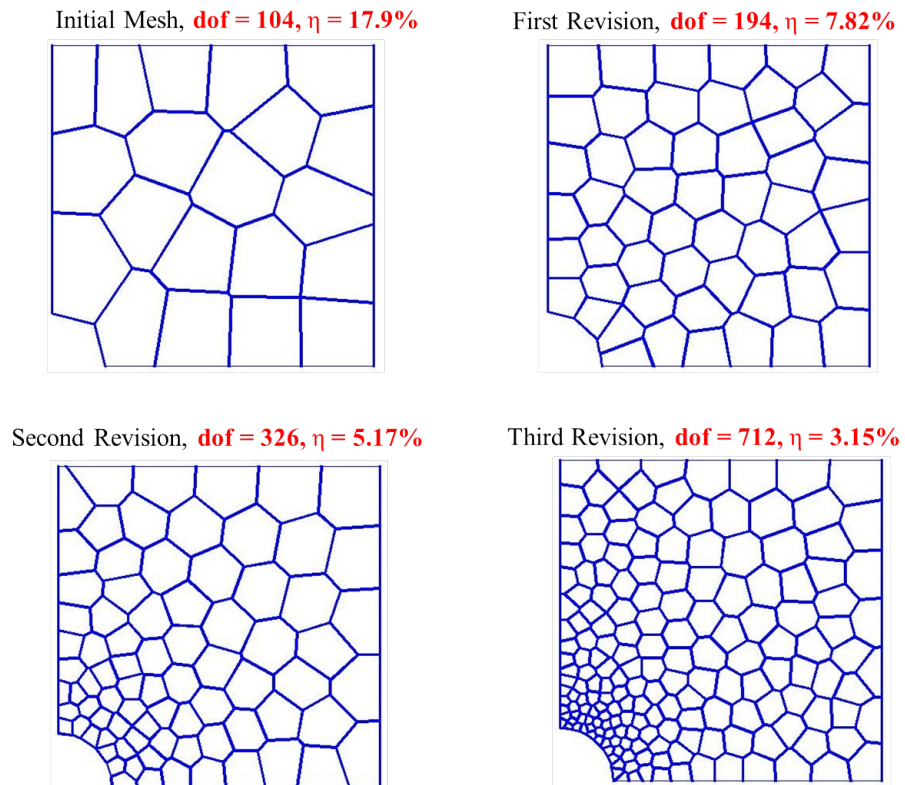 Initial Mesh, dof = 104, η = 17.9%
First Revision, dof = 194, η = 7.82%
Second Revision, dof = 326, η = 5.17%
Third Revision, dof = 712, η = 3.15%